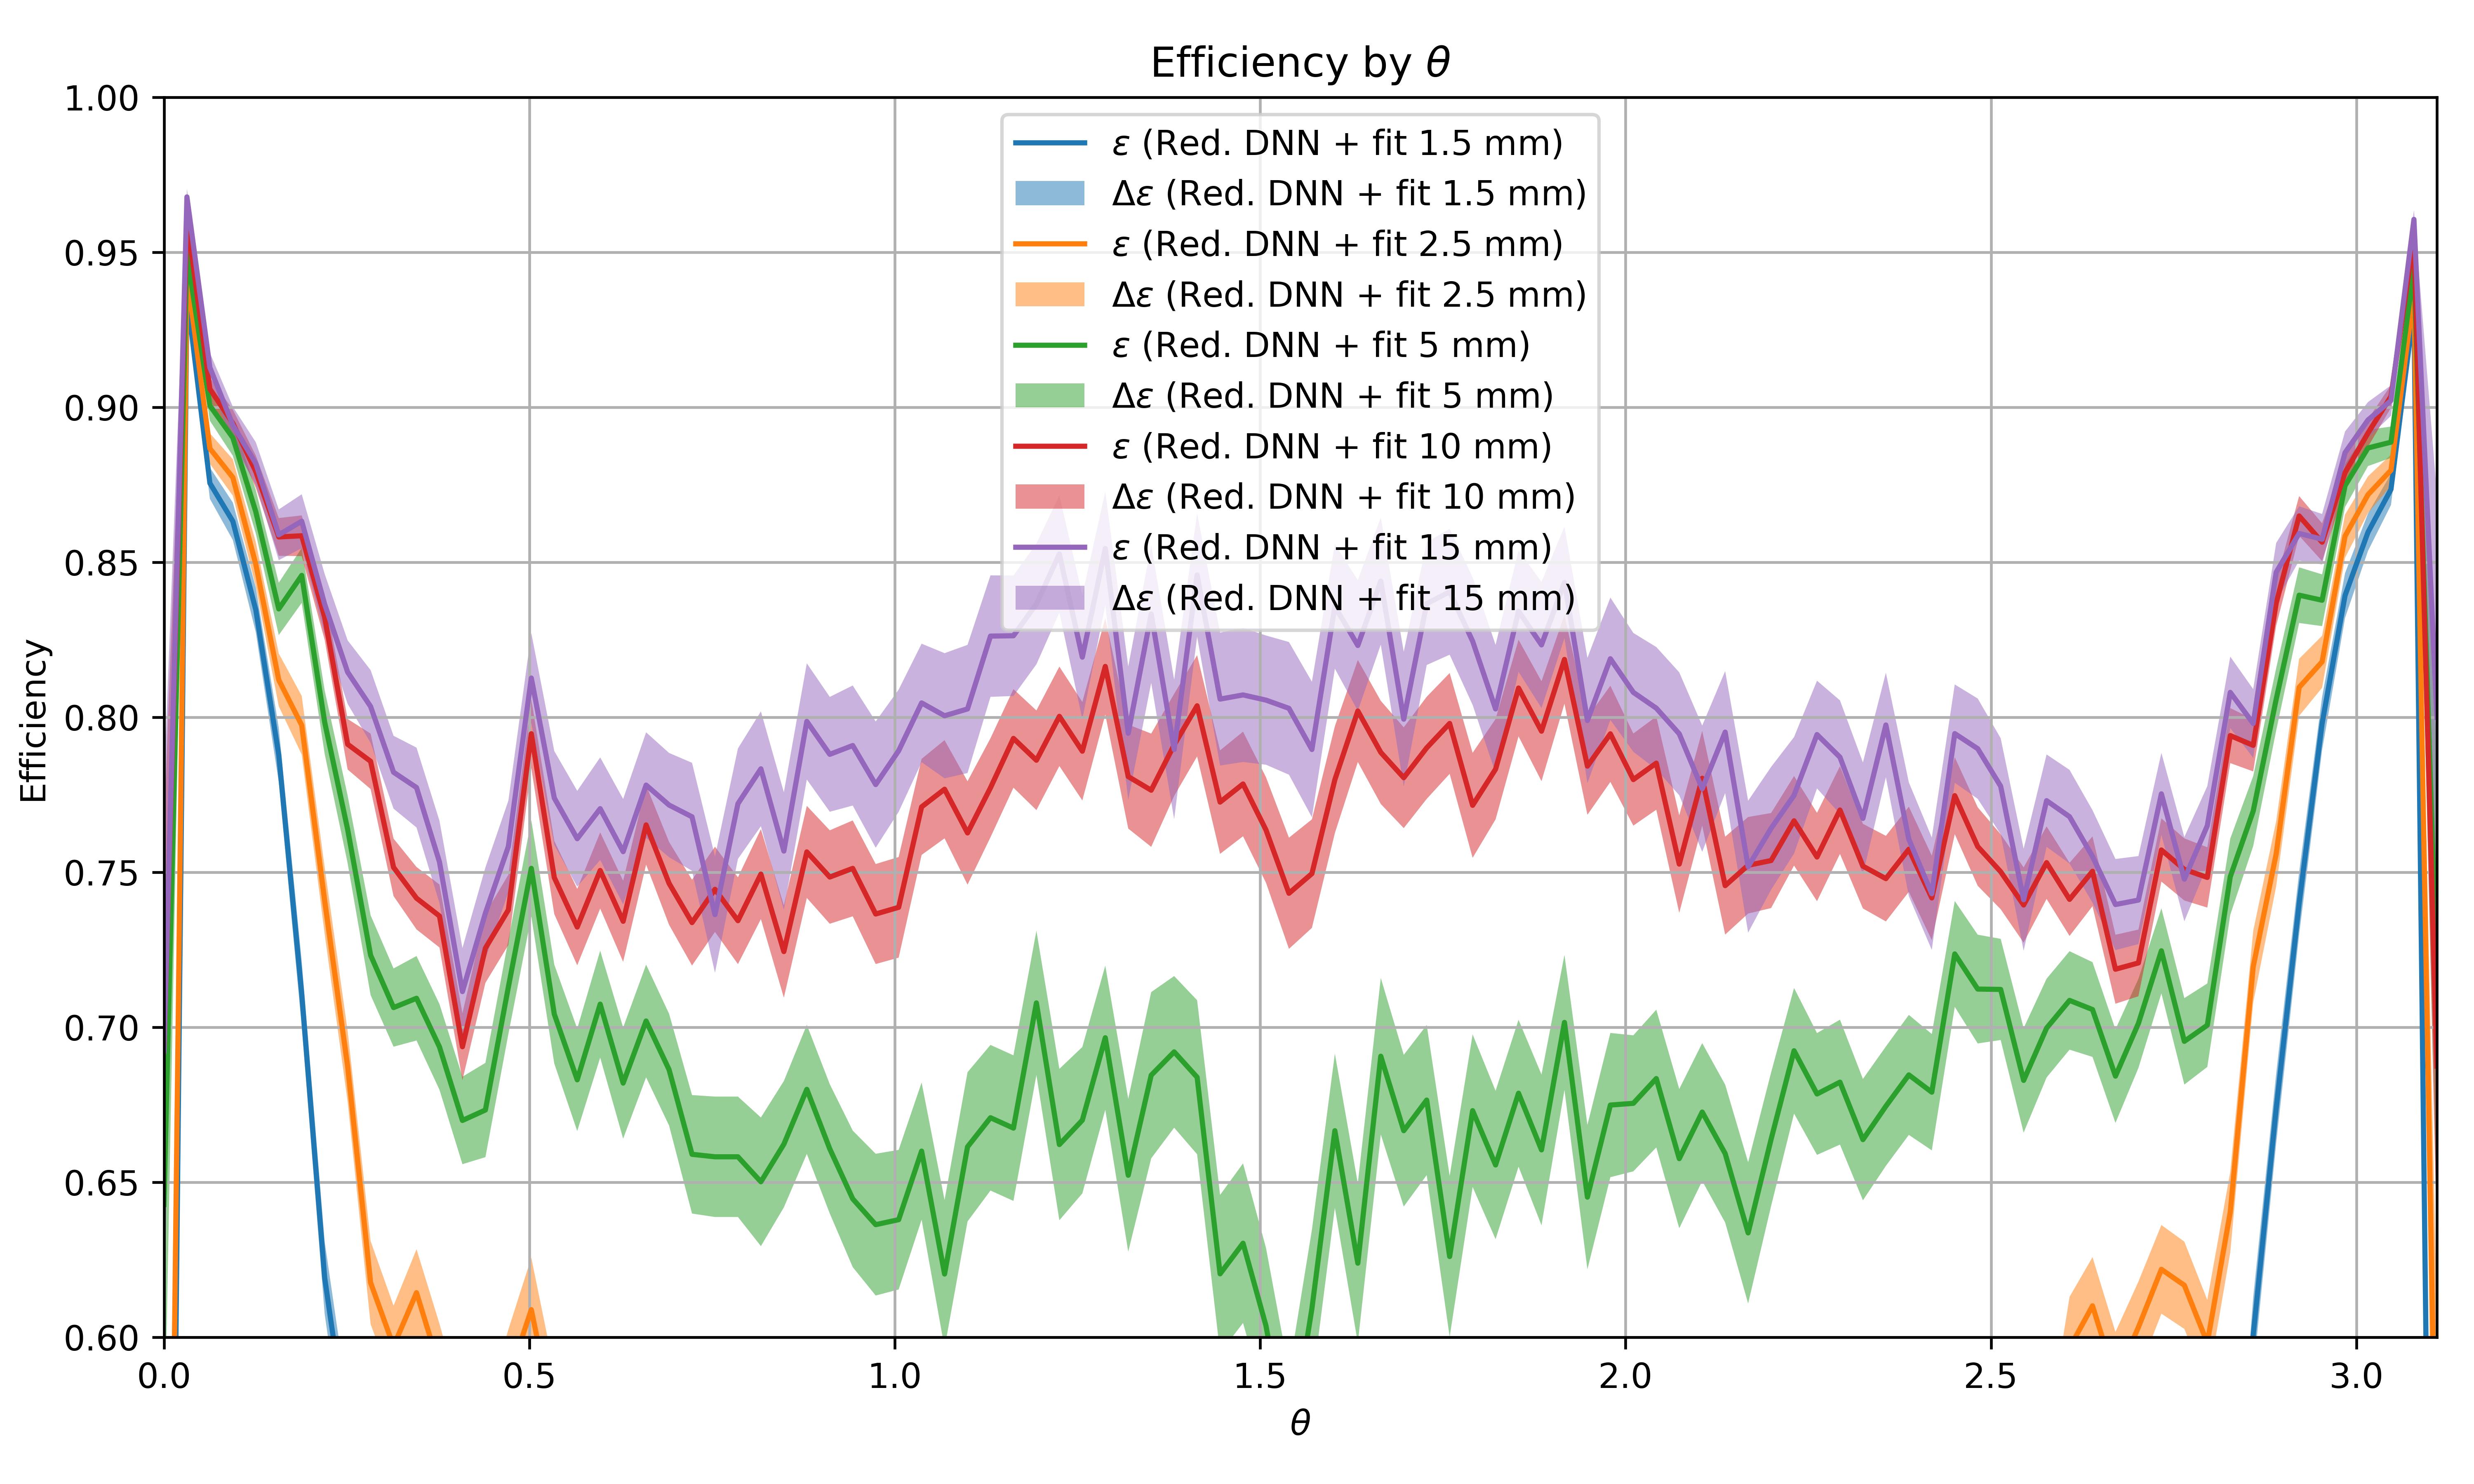 Efficiency by θ
1.00
0.95
0.90
0.85
0.80
0.75
0.70
0.65
0.60
Efficiency
ε (Red. DNN + fit 1.5 mm)
Δε (Red. DNN + fit 1.5 mm)
ε (Red. DNN + fit 2.5 mm)
Δε (Red. DNN + fit 2.5 mm)
ε (Red. DNN + fit 5 mm)
Δε (Red. DNN + fit 5 mm)
ε (Red. DNN + fit 10 mm)
Δε (Red. DNN + fit 10 mm)
ε (Red. DNN + fit 15 mm)
Δε (Red. DNN + fit 15 mm)
0.0 0.5 1.0 1.5 2.0 2.5 3.0
θ